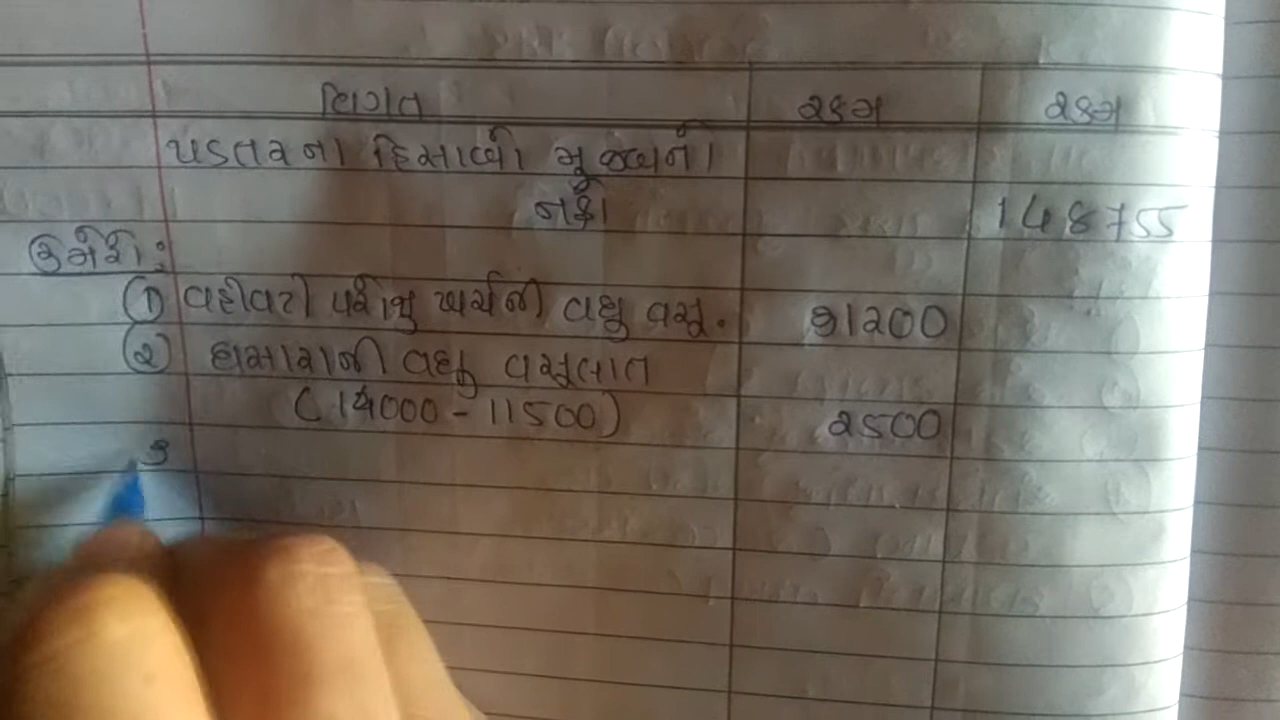 વિગત રકમ રકમ
પડતરના હિસાબો મુજબનો
નફો 148755
ઉમેરો:
① વહીવટી પરોક્ષ ખર્ચની વધુ વસૂ. 31200
② ઘસારાની વધુ વસૂલાત
(14000 - 11500) 2500
3